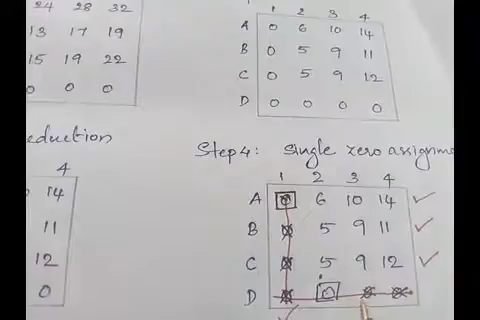 24 28 32
13 17 19
15 19 22
0 0 0
1 2 3 4
A 0 6 10 14
B 0 5 9 11
C 0 5 9 12
D 0 0 0 0
eduction
4
14
11
12
0
Step 4: Single zero assignm
1 2 3 4
A 0 6 10 14 ✓
B 0 5 9 11 ✓
C 0 5 9 12 ✓
D 0 0 0 0
✓